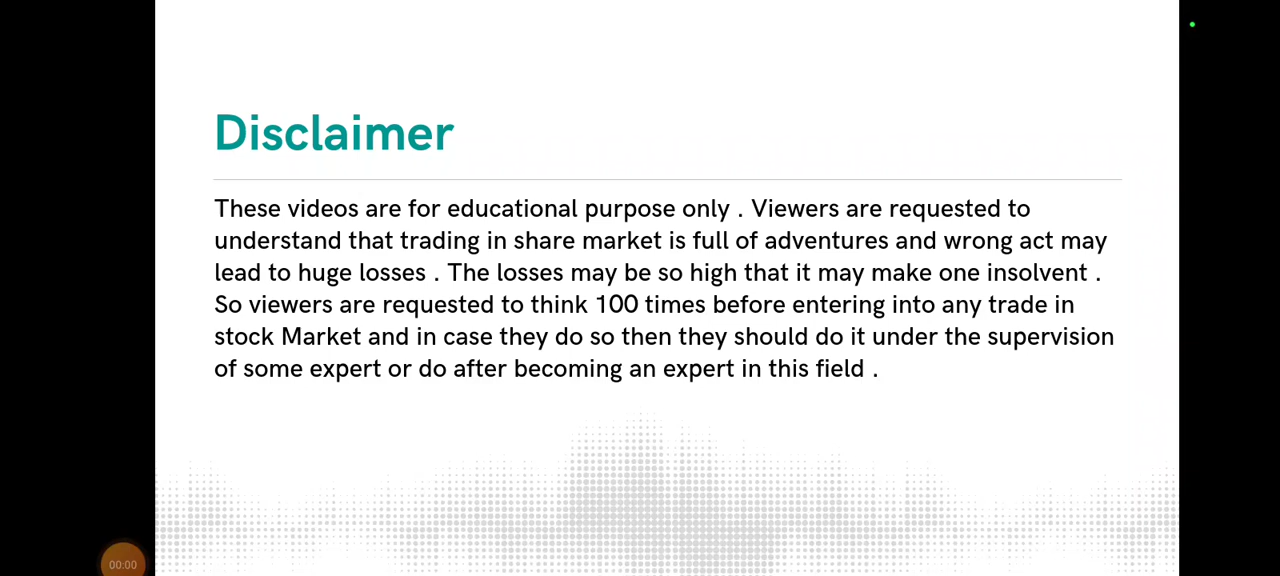 Disclaimer
These videos are for educational purpose only . Viewers are requested to
understand that trading in share market is full of adventures and wrong act may
lead to huge losses . The losses may be so high that it may make one insolvent .
So viewers are requested to think 100 times before entering into any trade in
stock Market and in case they do so then they should do it under the supervision
of some expert or do after becoming an expert in this field .
00:00